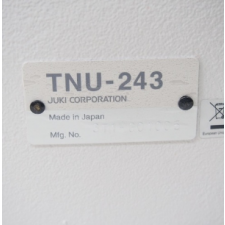 TNU-243
JUKI CORPORATION
Made in Japan
Mfg. No.